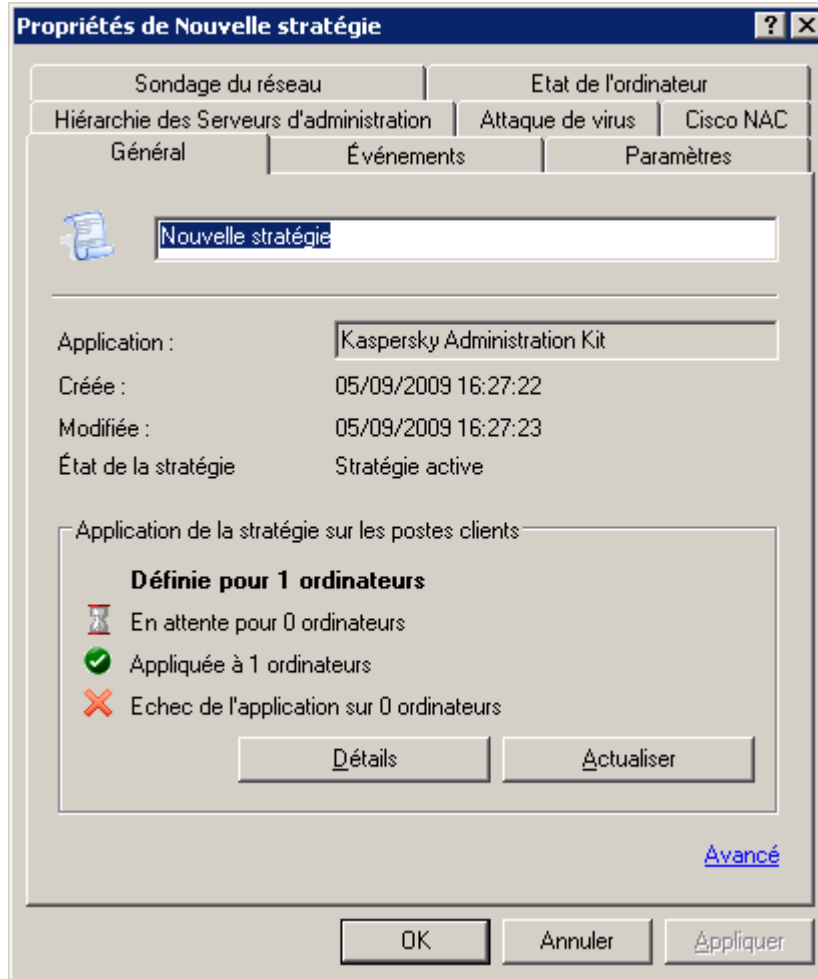 Propriétés de Nouvelle stratégie
Sondage du réseau Etat de l'ordinateur
Hiérarchie des Serveurs d'administration Attaque de virus Cisco NAC
Général Événements Paramètres
Nouvelle stratégie
Application : Kaspersky Administration Kit
Créée : 05/09/2009 16:27:22
Modifiée : 05/09/2009 16:27:23
État de la stratégie Stratégie active
Application de la stratégie sur les postes clients
Définie pour 1 ordinateurs
En attente pour 0 ordinateurs
Appliquée à 1 ordinateurs
Echec de l'application sur 0 ordinateurs
Détails Actualiser
Avancé
OK Annuler Appliquer